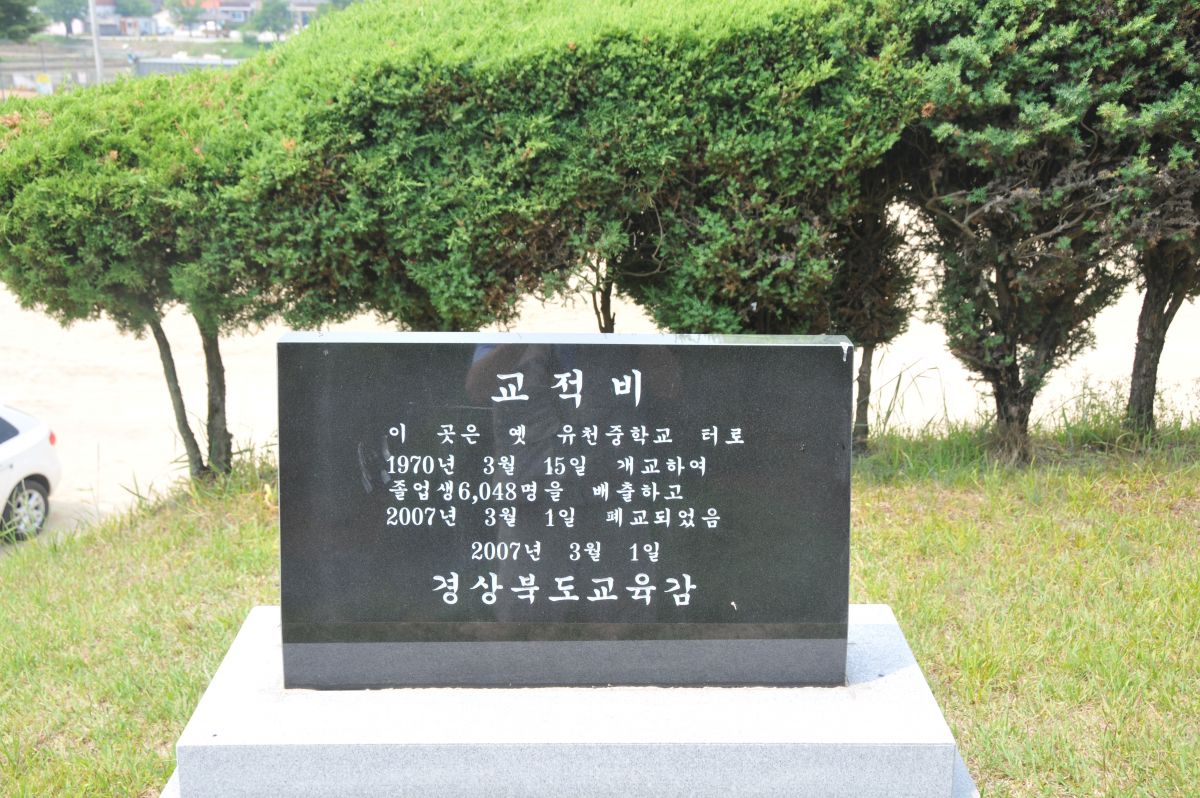 교적비
이 곳은 옛 유천중학교 터로
1970년 3월 15일 개교하여
졸업생6,048명을 배출하고
2007년 3월 1일 폐교되었음
2007년 3월 1일
경상북도교육감